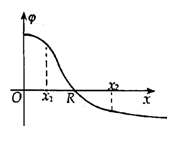 φ
x₂
O x₁ R x